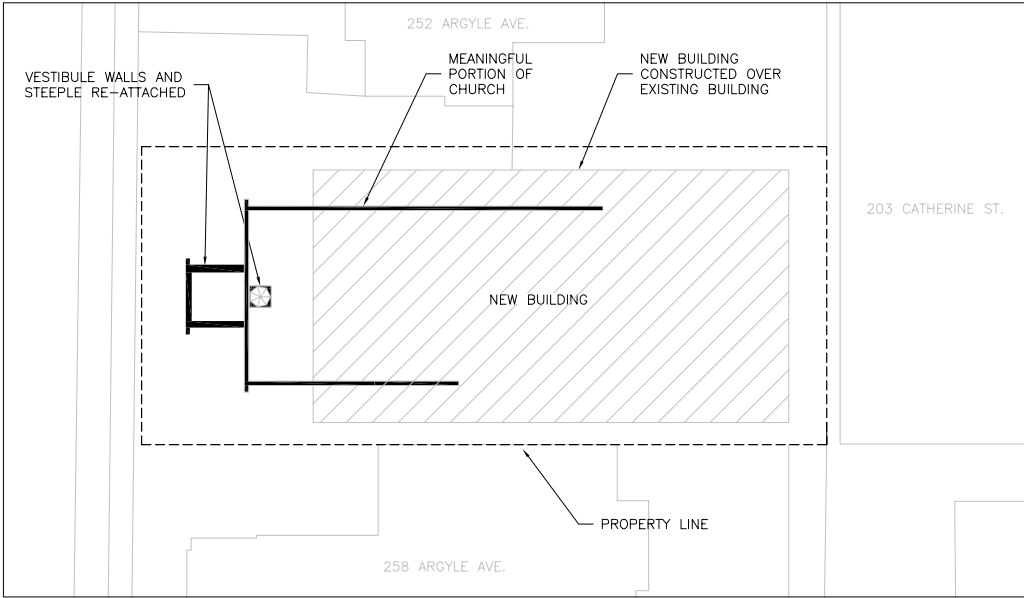 252 ARGYLE AVE.
VESTIBULE WALLS AND
STEEPLE RE-ATTACHED
MEANINGFUL
PORTION OF
CHURCH
NEW BUILDING
CONSTRUCTED OVER
EXISTING BUILDING
203 CATHERINE ST.
NEW BUILDING
PROPERTY LINE
258 ARGYLE AVE.